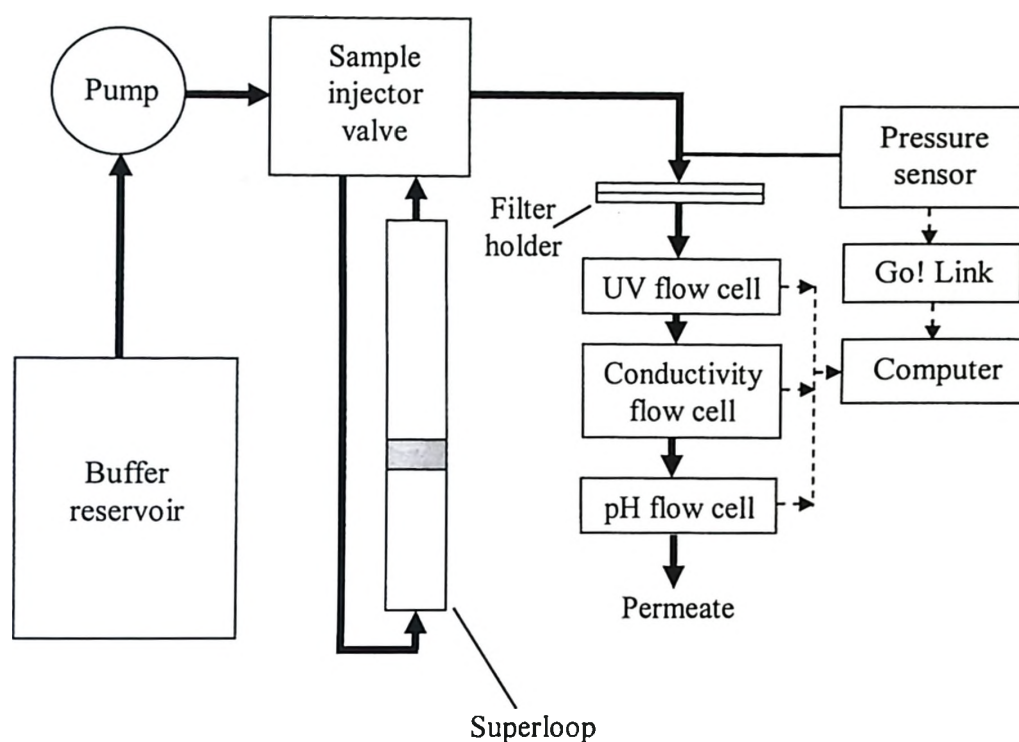 Pump
Sample
injector
valve
Pressure
sensor
Filter
holder
Go! Link
UV flow cell
Computer
Conductivity
flow cell
Buffer
reservoir
pH flow cell
Permeate
Superloop